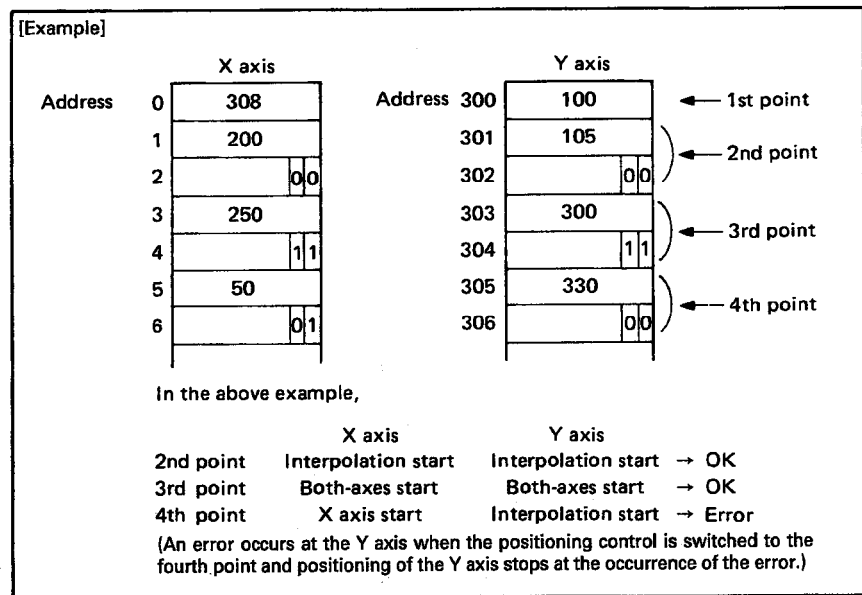 [Example]
X axis Y axis
Address 0 308 Address 300 100 1st point
1 200 301 105
2nd point
2 0 0 302 0 0
3 250 303 300
3rd point
4 1 1 304 1 1
5 50 305 330
4th point
6 0 1 306 0 0
In the above example,
X axis Y axis
2nd point Interpolation start Interpolation start → OK
3rd point Both-axes start Both-axes start → OK
4th point X axis start Interpolation start → Error
(An error occurs at the Y axis when the positioning control is switched to the
fourth point and positioning of the Y axis stops at the occurrence of the error.)